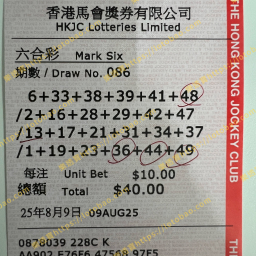 香港馬會獎券有限公司
HKJC Lotteries Limited
六合彩 Mark Six
期數 / Draw No. 086
6+33+38+39+41+48
/2+16+28+29+42+47
/13+17+21+31+34+37
/1+19+23+36+44+49
每注 Unit Bet $10.00
總額 Total $40.00
25年8月9日 09AUG25
0878039 228C K
THE HONG KONG JOCKEY CLUB